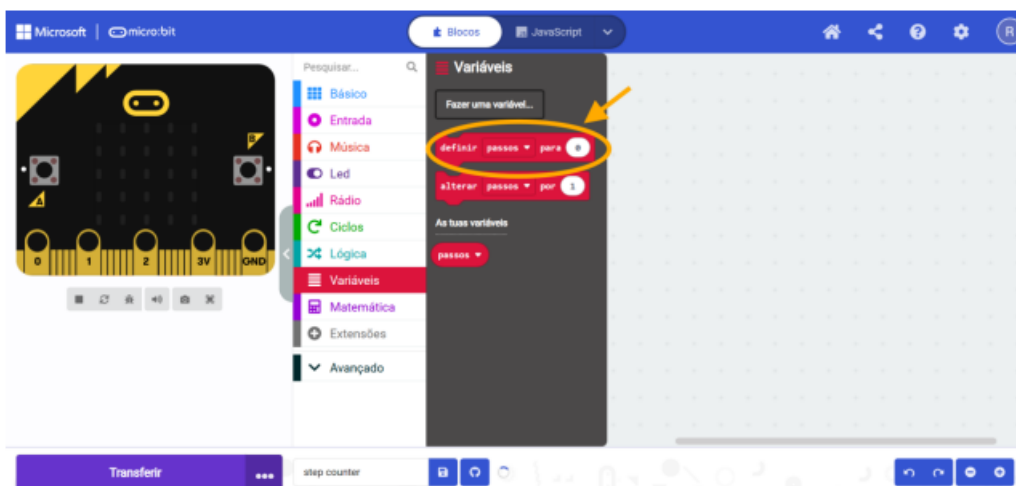 Microsoft | micro:bit
Blocos
JavaScript
R
Pesquisar...
Básico
Entrada
Música
Led
Rádio
Ciclos
Lógica
Variáveis
Matemática
Extensões
Avançado
Variáveis
Fazer uma variável...
definir passos para 0
alterar passos por 1
As tuas variáveis
passos
A
B
0 1 2 3V GND
Transferir
step counter